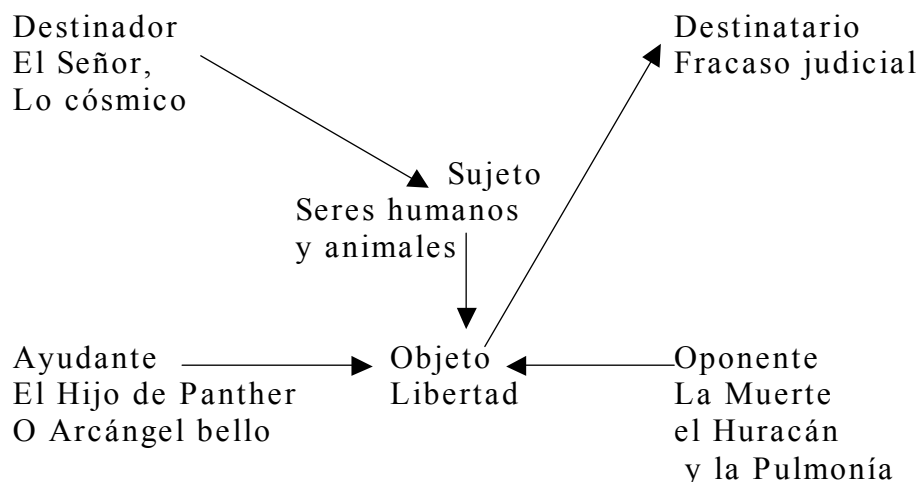 Destinador
El Señor,
Lo cósmico
Destinatario
Fracaso judicial
Sujeto
Seres humanos
y animales
Ayudante
El Hijo de Panther
O Arcángel bello
Objeto
Libertad
Oponente
La Muerte
el Huracán
y la Pulmonía